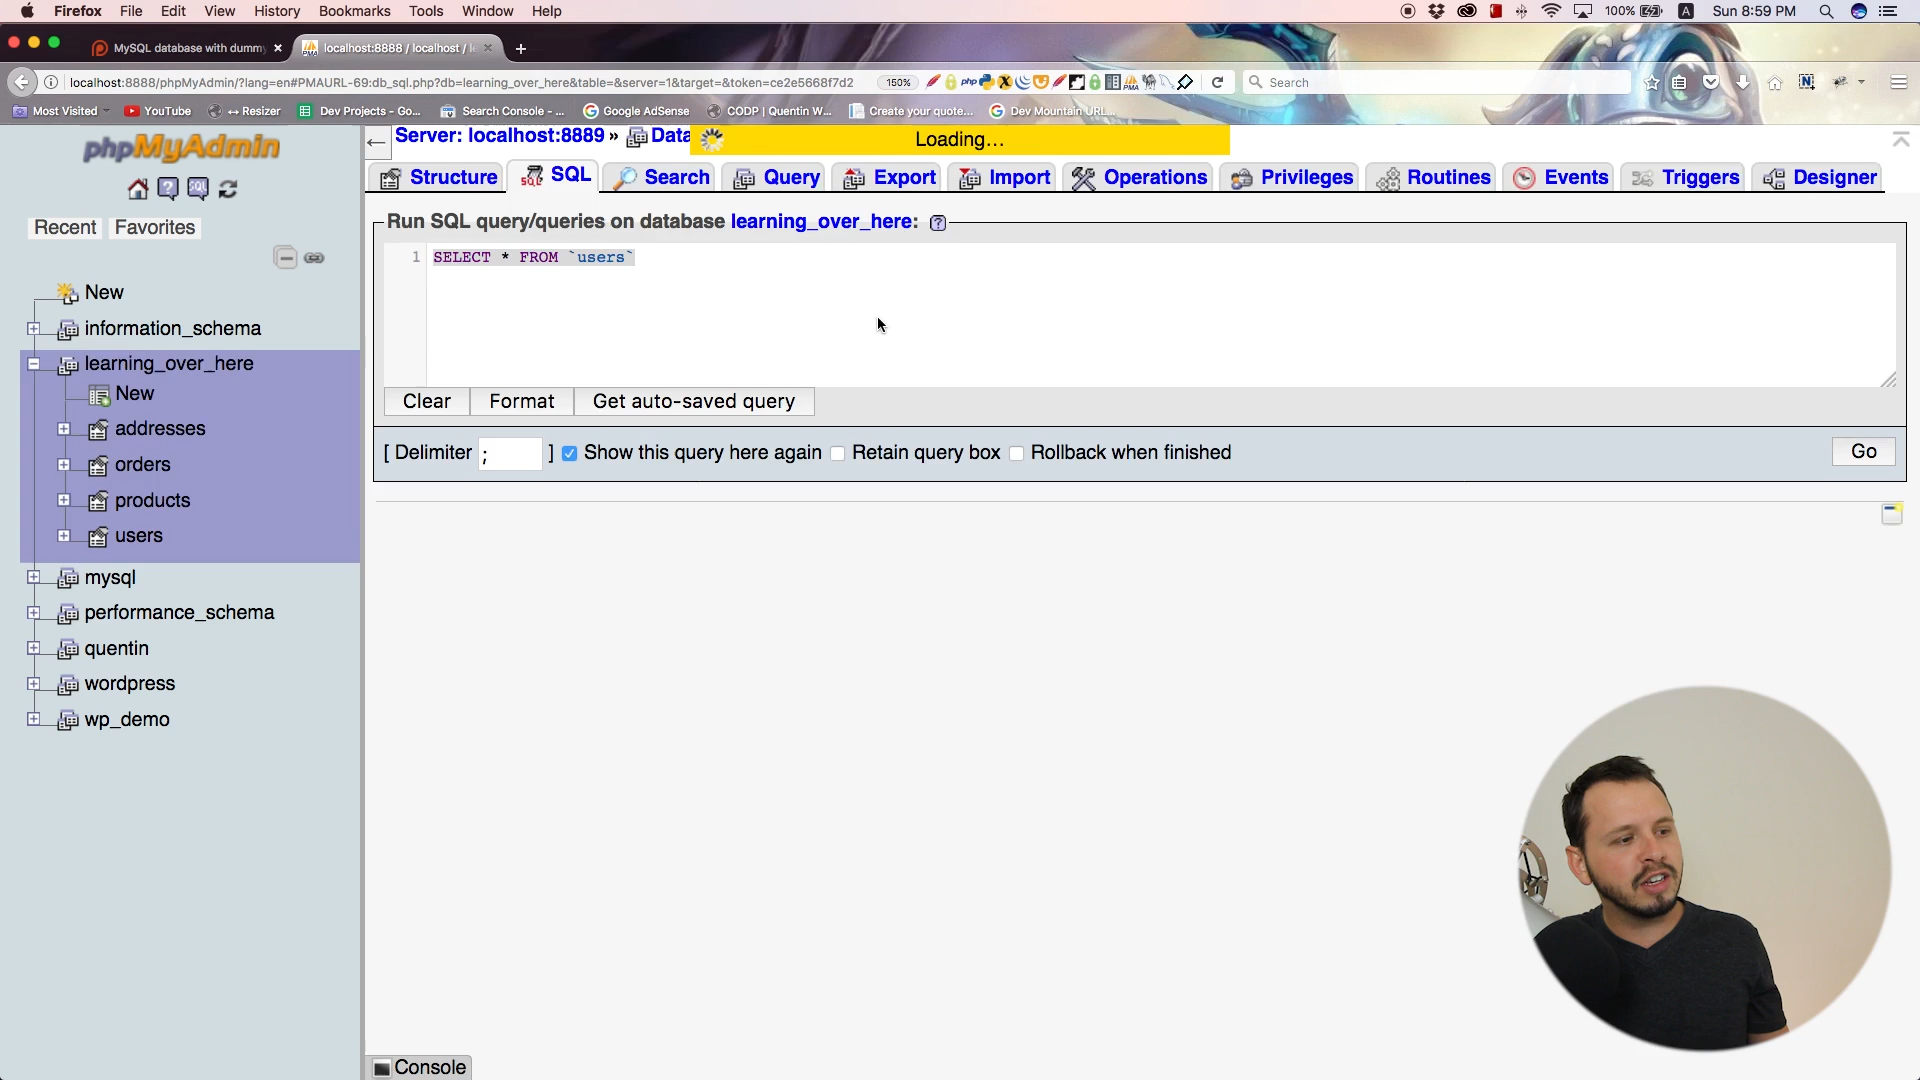 Firefox File Edit View History Bookmarks Tools Window Help
100% A Sun 8:59 PM
MySQL database with dummy
localhost:8888 / localhost / l
localhost:8888/phpMyAdmin/?lang=en#PMAURL-69:db_sql.php?db=learning_over_here&table=&server=1&target=&token=ce2e5668f7d2 150% php PMA Search
Most Visited YouTube ↔ Resizer Dev Projects - Go... Search Console - ... Google AdSense CODP | Quentin W... Create your quote... Dev Mountain URL...
phpMyAdmin
Recent Favorites
New
information_schema
learning_over_here
New
addresses
orders
products
users
mysql
performance_schema
quentin
wordpress
wp_demo
Server: localhost:8889 » Data
Loading…
Structure SQL Search Query Export Import Operations Privileges Routines Events Triggers Designer
Run SQL query/queries on database learning_over_here:
1 SELECT * FROM `users`
Clear Format Get auto-saved query
[ Delimiter ; ] Show this query here again Retain query box Rollback when finished Go
Console